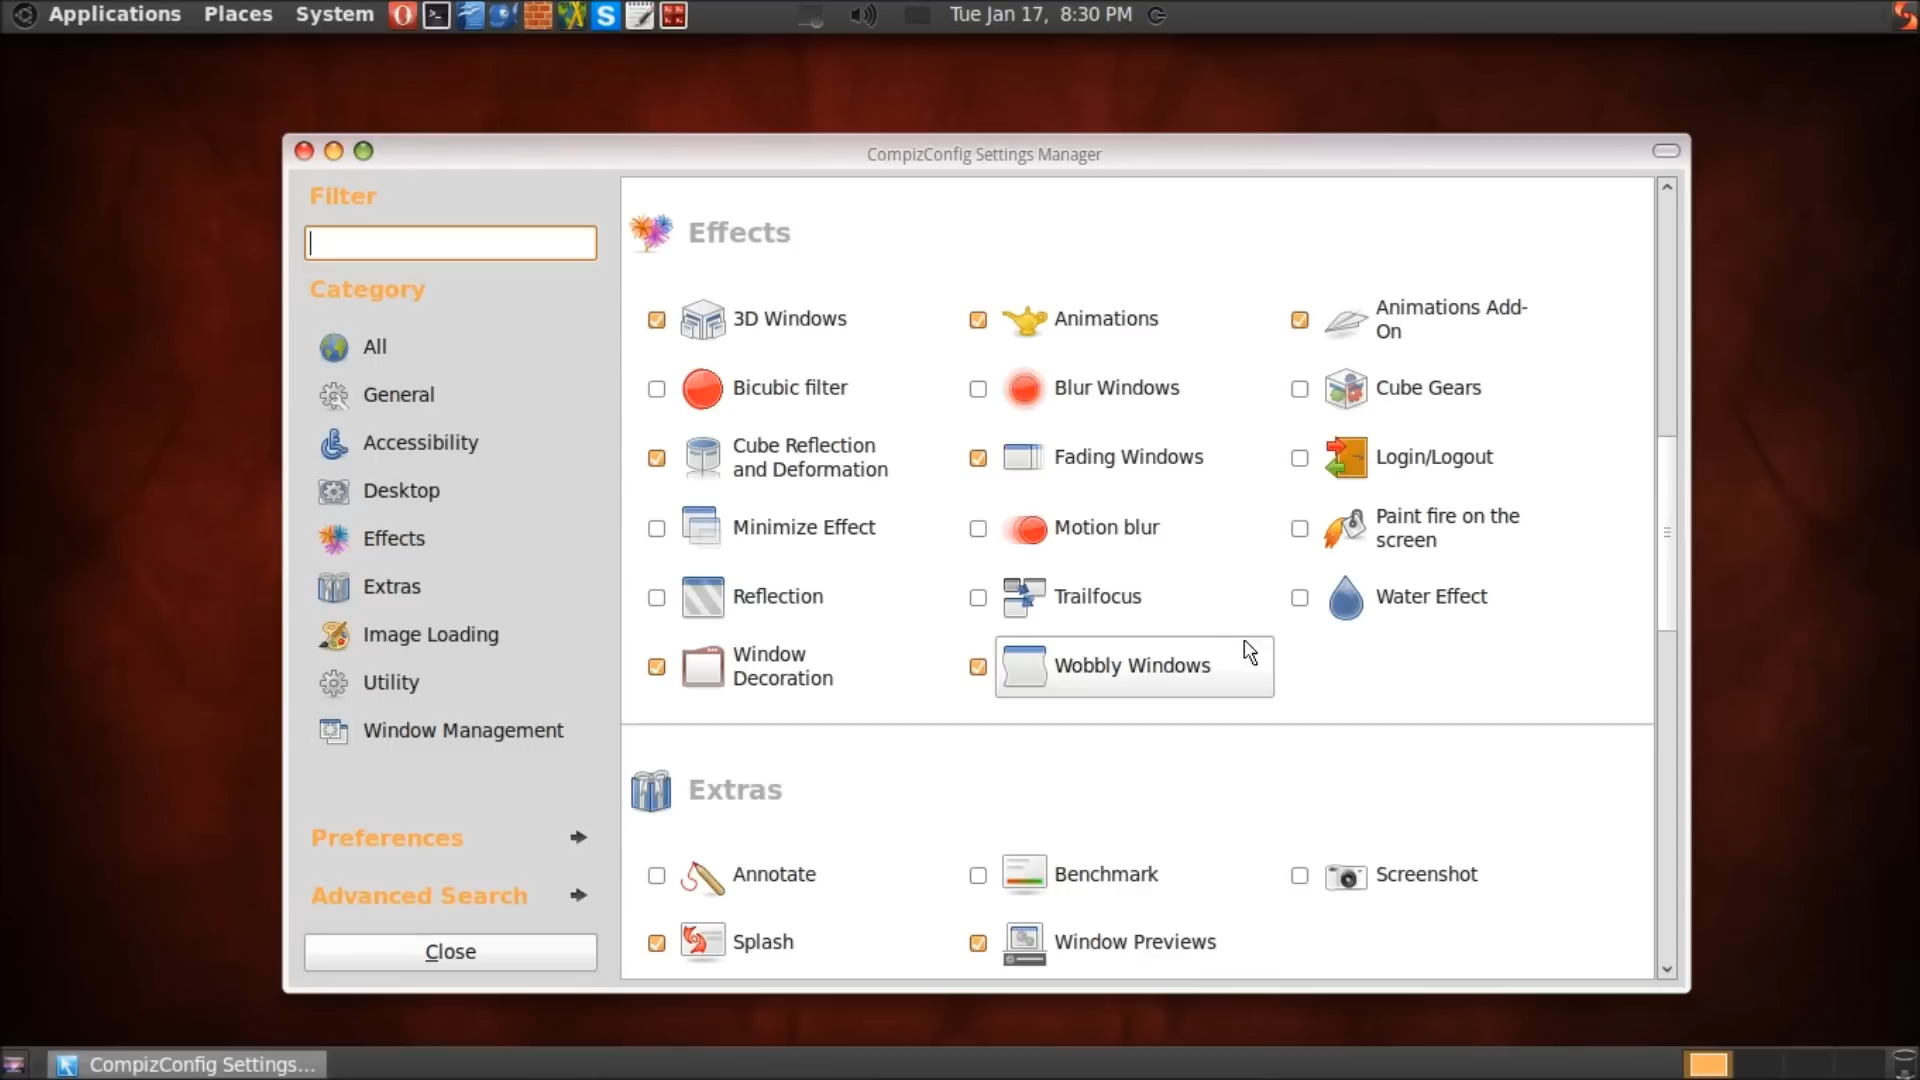 Applications Places System Tue Jan 17, 8:30 PM
CompizConfig Settings Manager
Filter
Category
All
General
Accessibility
Desktop
Effects
Extras
Image Loading
Utility
Window Management
Preferences
Advanced Search
Close
Effects
3D Windows
Animations
Animations Add-
On
Bicubic filter
Blur Windows
Cube Gears
Cube Reflection
and Deformation
Fading Windows
Login/Logout
Minimize Effect
Motion blur
Paint fire on the
screen
Reflection
Trailfocus
Water Effect
Window
Decoration
Wobbly Windows
Extras
Annotate
Benchmark
Screenshot
Splash
Window Previews
CompizConfig Settings...